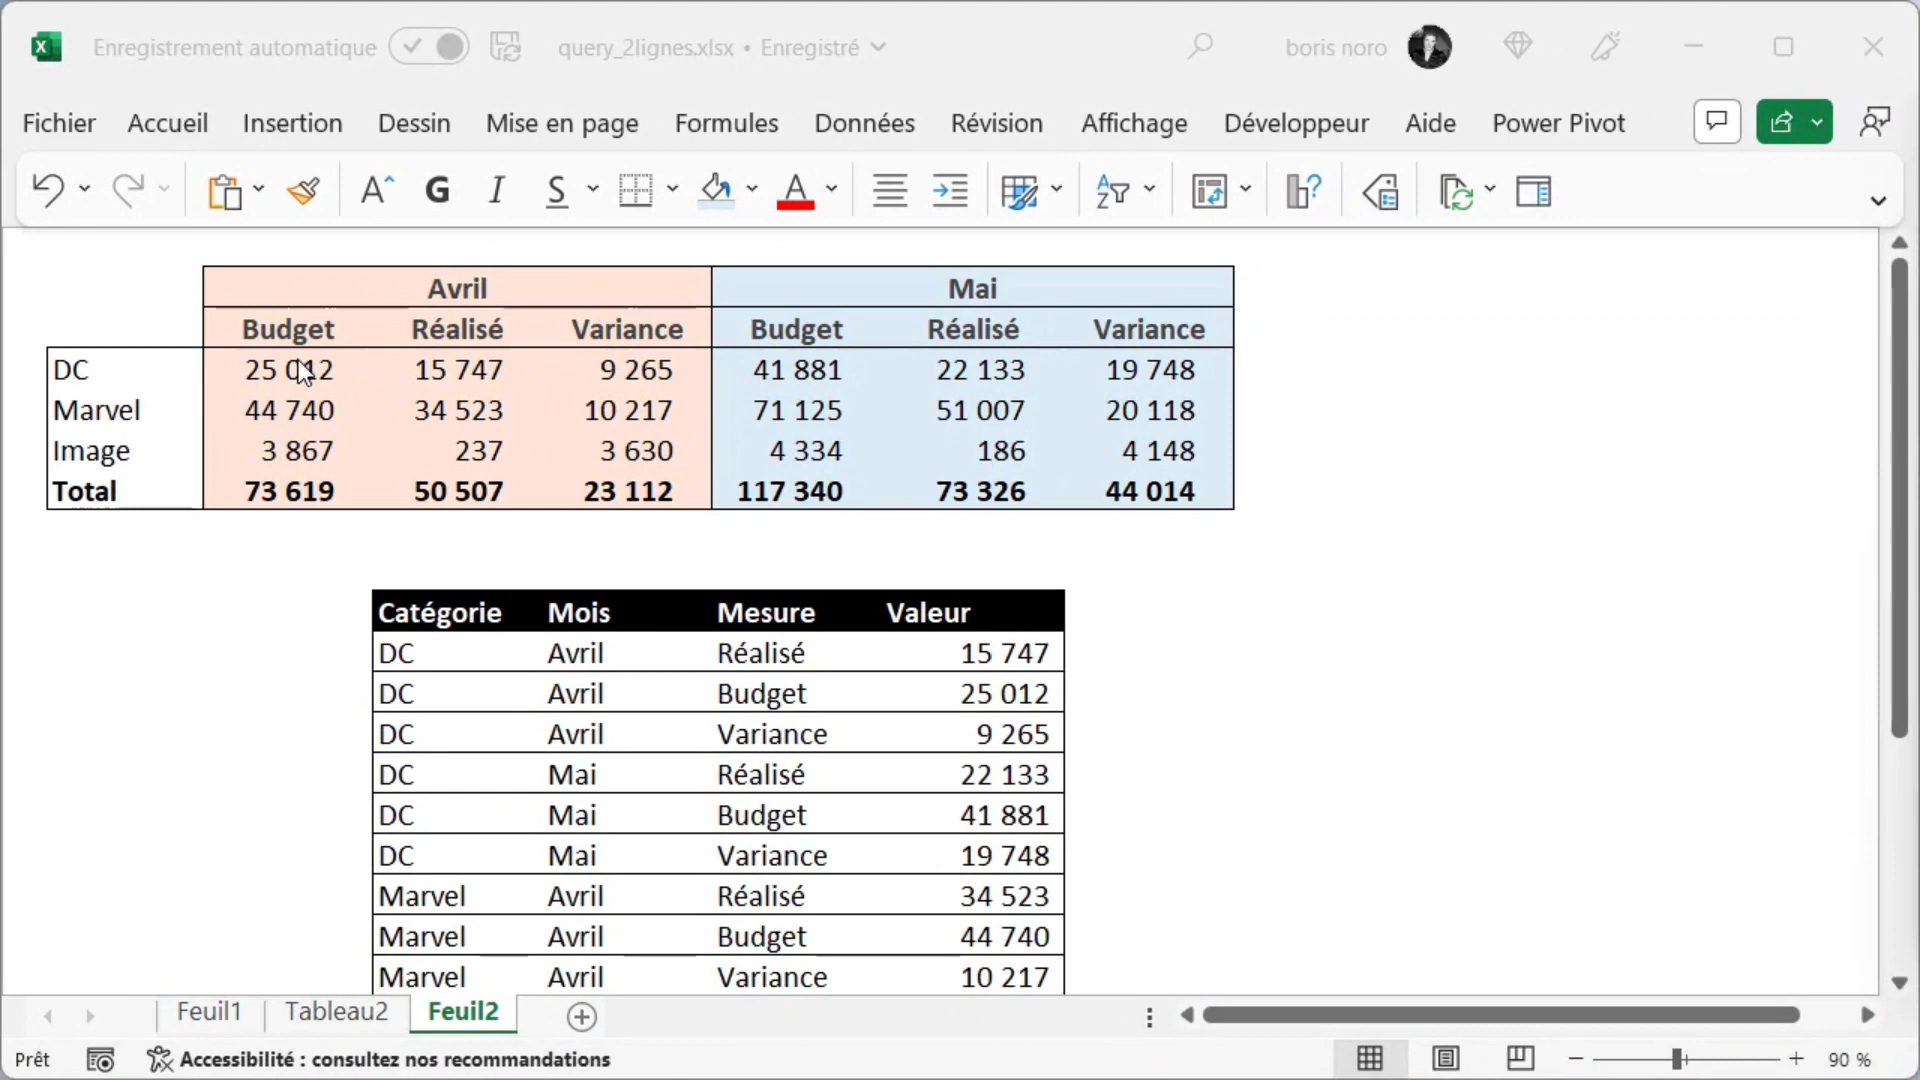 Enregistrement automatique
query_2lignes.xlsx • Enregistré
boris noro
Fichier Accueil Insertion Dessin Mise en page Formules Données Révision Affichage Développeur Aide Power Pivot
G I S A
Avril Mai
Budget Réalisé Variance Budget Réalisé Variance
DC 25 012 15 747 9 265 41 881 22 133 19 748
Marvel 44 740 34 523 10 217 71 125 51 007 20 118
Image 3 867 237 3 630 4 334 186 4 148
Total 73 619 50 507 23 112 117 340 73 326 44 014
Catégorie Mois Mesure Valeur
DC Avril Réalisé 15 747
DC Avril Budget 25 012
DC Avril Variance 9 265
DC Mai Réalisé 22 133
DC Mai Budget 41 881
DC Mai Variance 19 748
Marvel Avril Réalisé 34 523
Marvel Avril Budget 44 740
Marvel Avril Variance 10 217
Feuil1 Tableau2 Feuil2
Prêt
Accessibilité : consultez nos recommandations
90 %